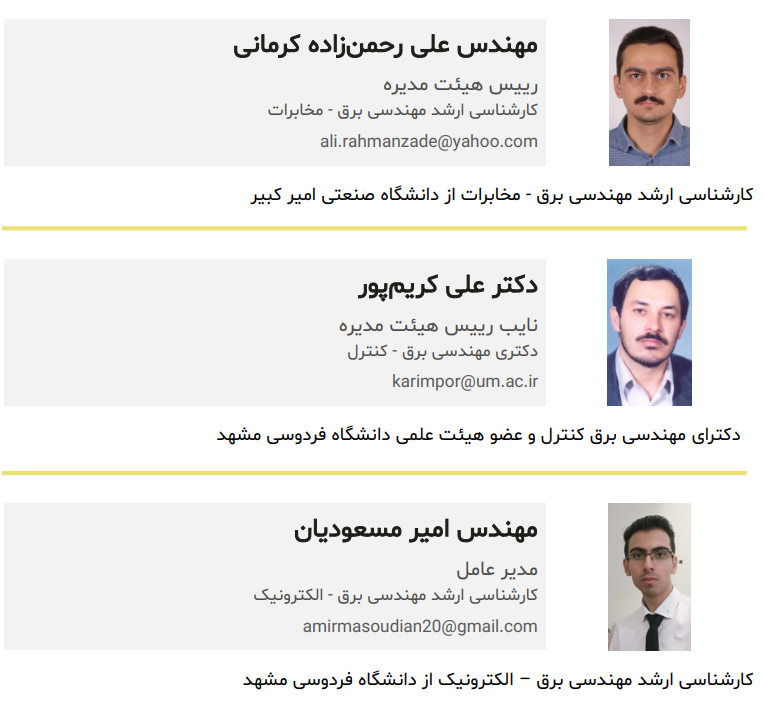 مهندس علی رحمن‌زاده کرمانی
رییس هیئت مدیره
کارشناسی ارشد مهندسی برق - مخابرات
ali.rahmanzade@yahoo.com
کارشناسی ارشد مهندسی برق - مخابرات از دانشگاه صنعتی امیر کبیر
دکتر علی کریم‌پور
نایب رییس هیئت مدیره
دکتری مهندسی برق - کنترل
karimpor@um.ac.ir
دکترای مهندسی برق کنترل و عضو هیئت علمی دانشگاه فردوسی مشهد
مهندس امیر مسعودیان
مدیر عامل
کارشناسی ارشد مهندسی برق - الکترونیک
amirmasoudian20@gmail.com
کارشناسی ارشد مهندسی برق – الکترونیک از دانشگاه فردوسی مشهد